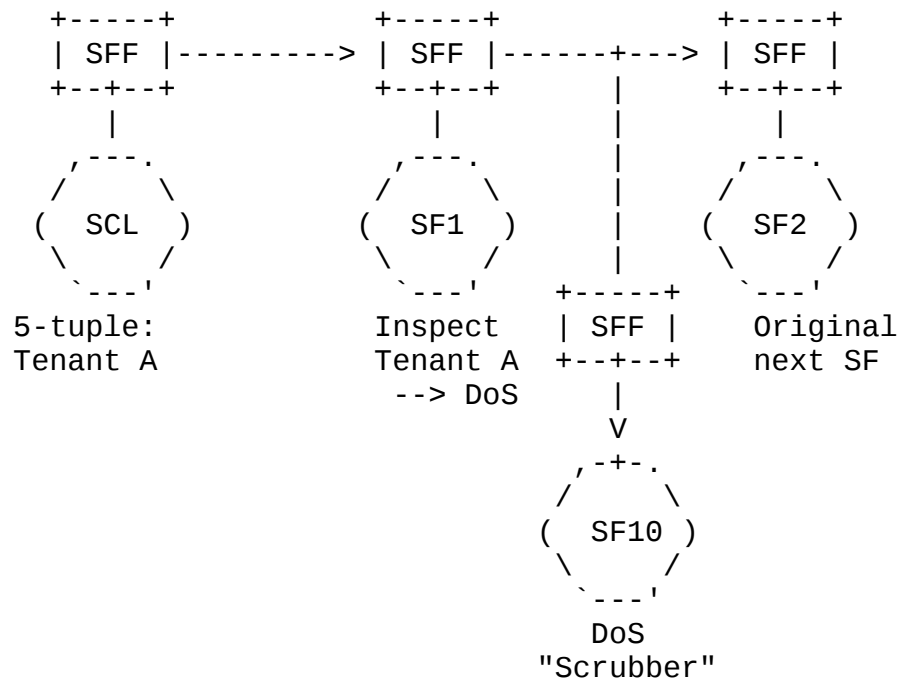 SFF SFF SFF
SCL SF1 SF2
5-tuple: Inspect SFF Original
Tenant A Tenant A next SF
--> DoS
SF10
DoS
"Scrubber"